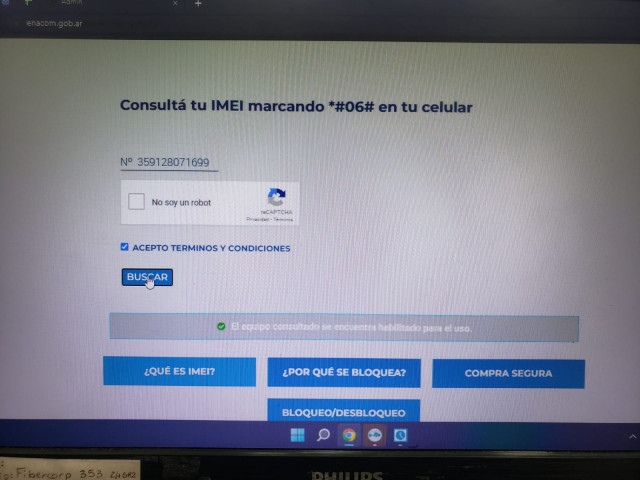 Admin
enacom.gob.ar
Consultá tu IMEI marcando *#06# en tu celular
Nº 359128071699
No soy un robot
reCAPTCHA
Privacidad - Términos
ACEPTO TERMINOS Y CONDICIONES
BUSCAR
El equipo consultado se encuentra habilitado para el uso.
¿QUÉ ES IMEI?
¿POR QUÉ SE BLOQUEA?
COMPRA SEGURA
BLOQUEO/DESBLOQUEO
Fibercorp 353
PHILIPS